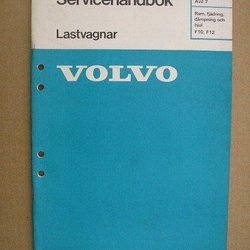 Servicehandbok
Avd 7
Ram, fjädring,
dämpning och
hjul
F10, F12
Lastvagnar
VOLVO